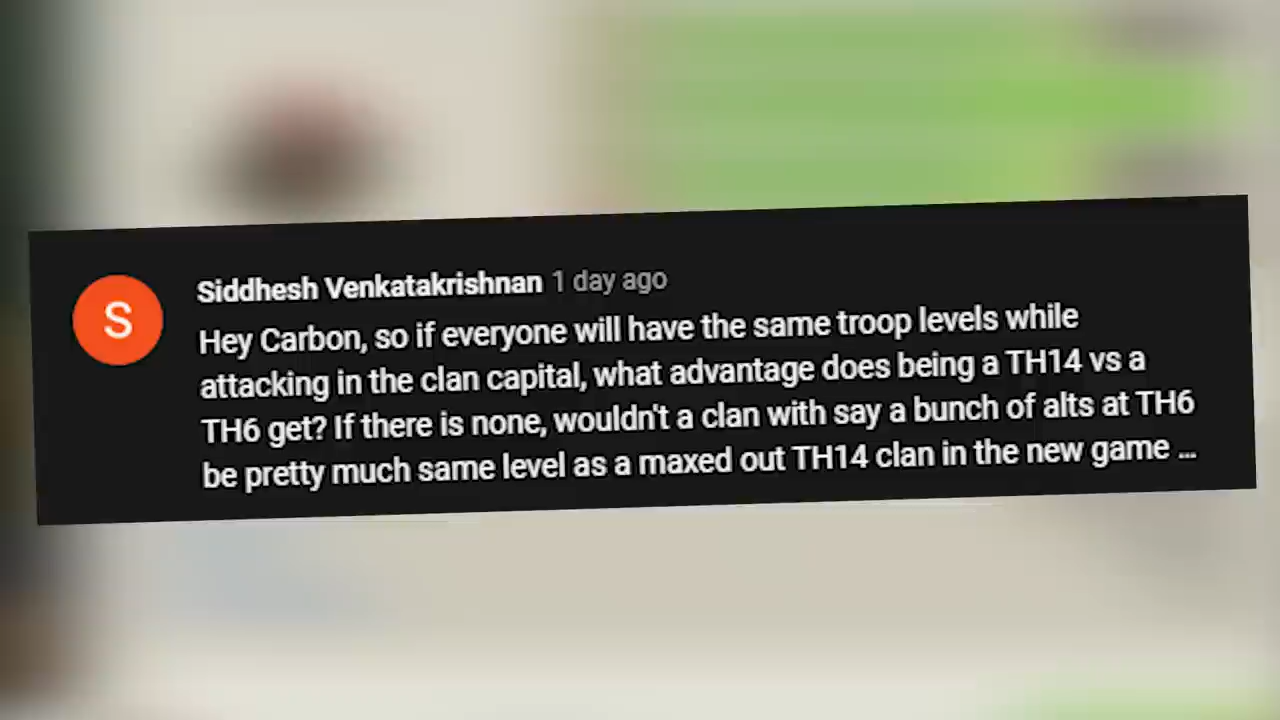 S
Siddhesh Venkatakrishnan 1 day ago
Hey Carbon, so if everyone will have the same troop levels while
attacking in the clan capital, what advantage does being a TH14 vs a
TH6 get? If there is none, wouldn't a clan with say a bunch of alts at TH6
be pretty much same level as a maxed out TH14 clan in the new game ...